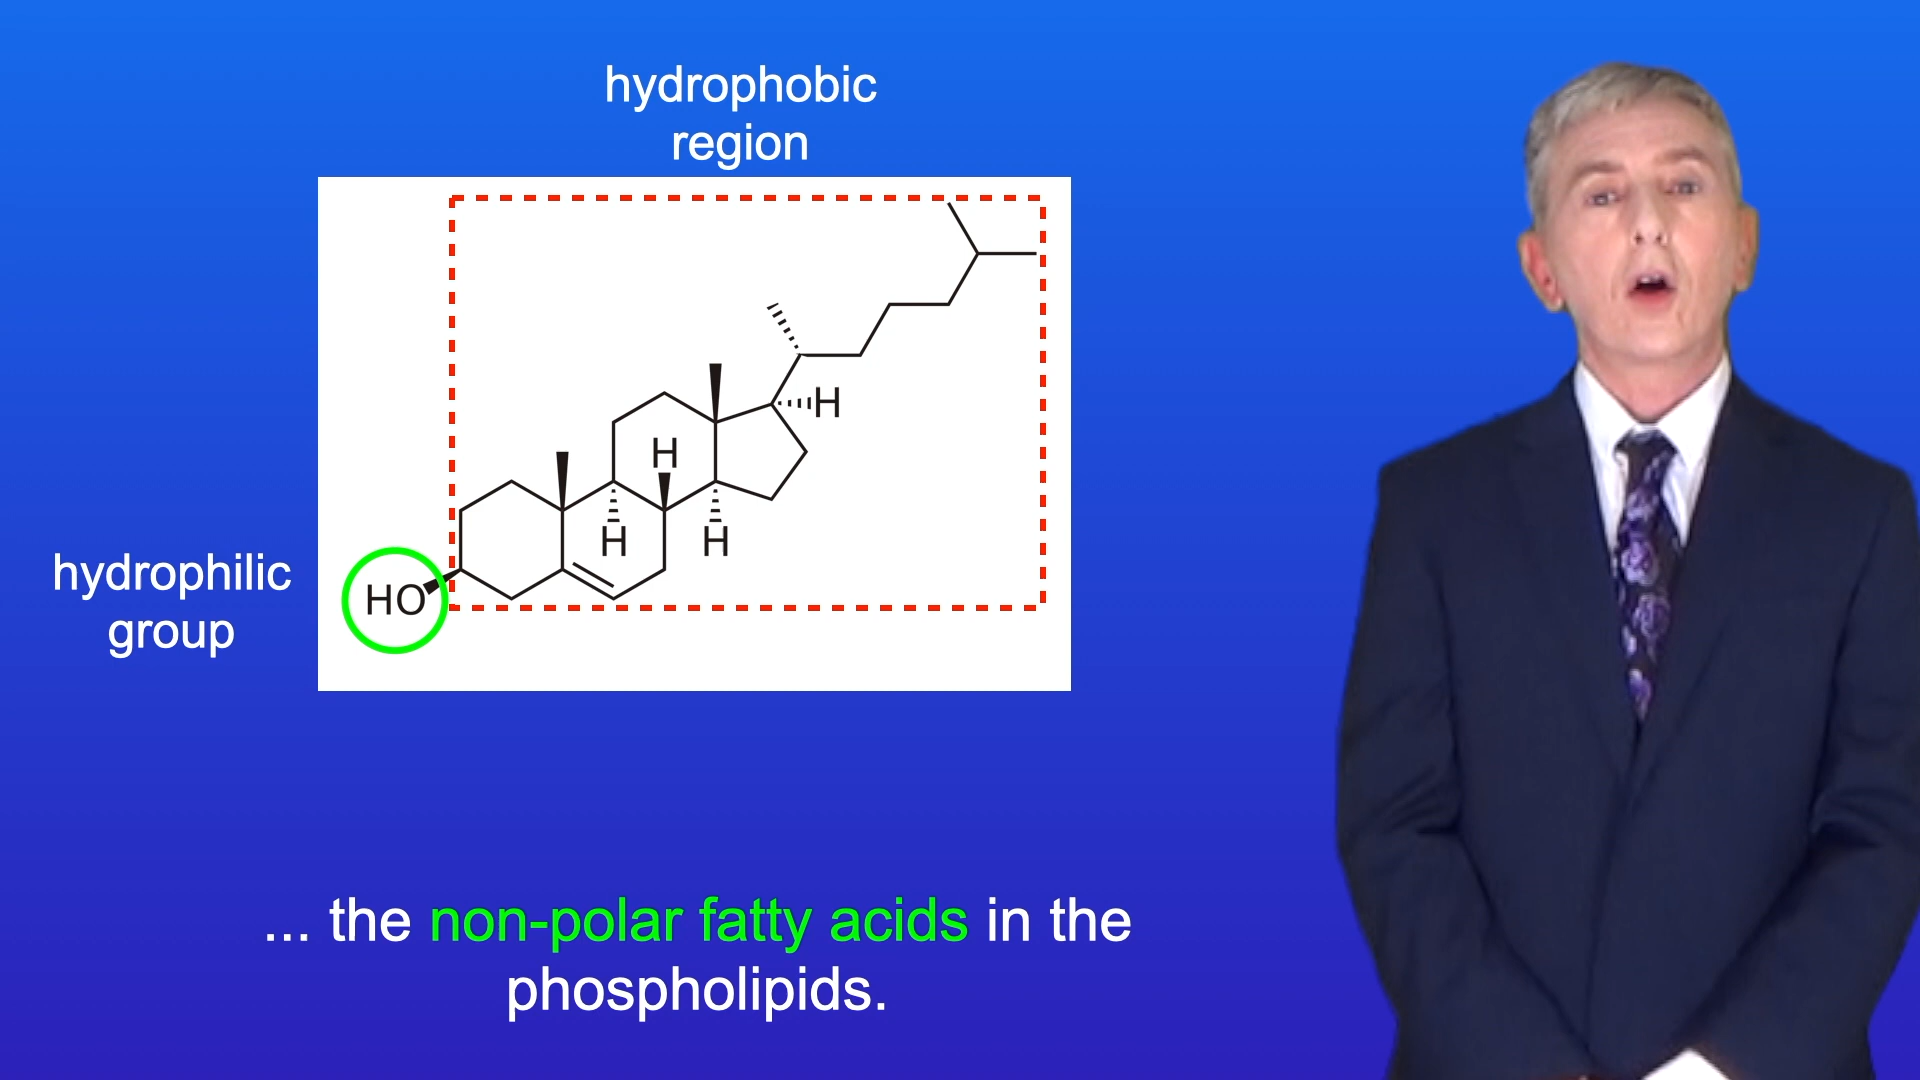 hydrophobic
region
H
H
H
H
HO
hydrophilic
group
... the non-polar fatty acids in the
phospholipids.